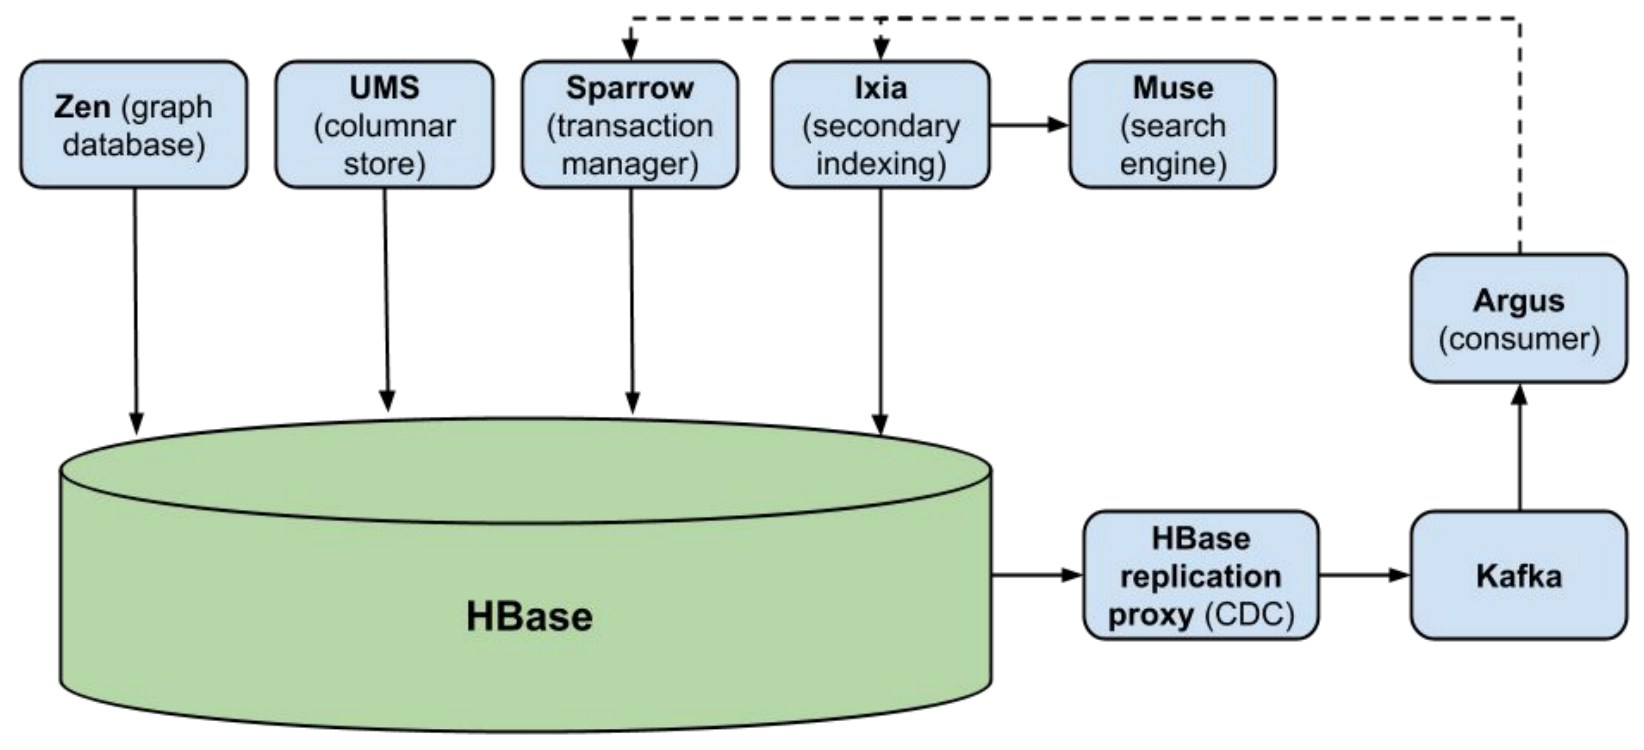 Zen (graph
database)
UMS
(columnar
store)
Sparrow
(transaction
manager)
Ixia
(secondary
indexing)
Muse
(search
engine)
Argus
(consumer)
HBase
replication
proxy (CDC)
Kafka
HBase